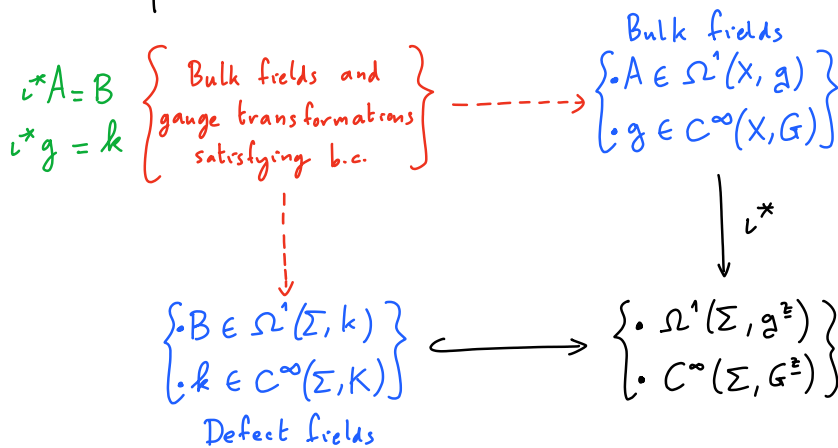 Bulk fields
ι*A = B
ι*g = k
Bulk fields and
gauge transformations
satisfying b.c.
• A ∈ Ω¹(X, g)
• g ∈ C^∞(X, G)
ι*
• B ∈ Ω¹(Σ, k)
• k ∈ C^∞(Σ, K)
Defect fields
• Ω¹(Σ, g^z)
• C^∞(Σ, G^z)